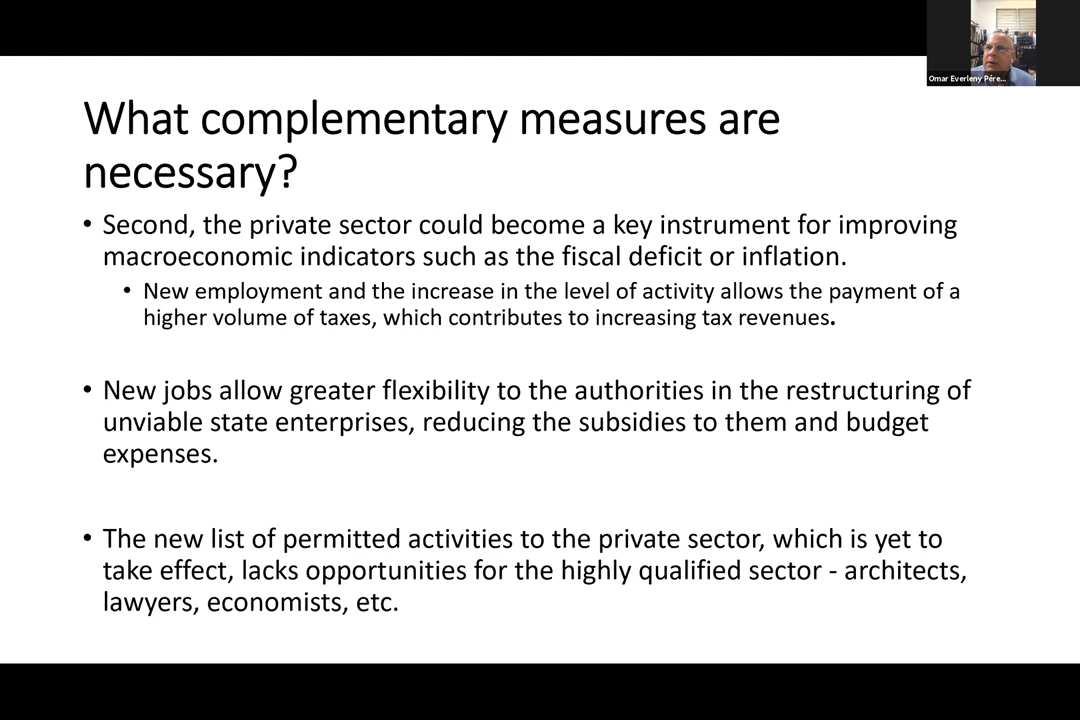 Omar Everleny Pére...
What complementary measures are
necessary?
• Second, the private sector could become a key instrument for improving
macroeconomic indicators such as the fiscal deficit or inflation.
• New employment and the increase in the level of activity allows the payment of a
higher volume of taxes, which contributes to increasing tax revenues.
• New jobs allow greater flexibility to the authorities in the restructuring of
unviable state enterprises, reducing the subsidies to them and budget
expenses.
• The new list of permitted activities to the private sector, which is yet to
take effect, lacks opportunities for the highly qualified sector - architects,
lawyers, economists, etc.